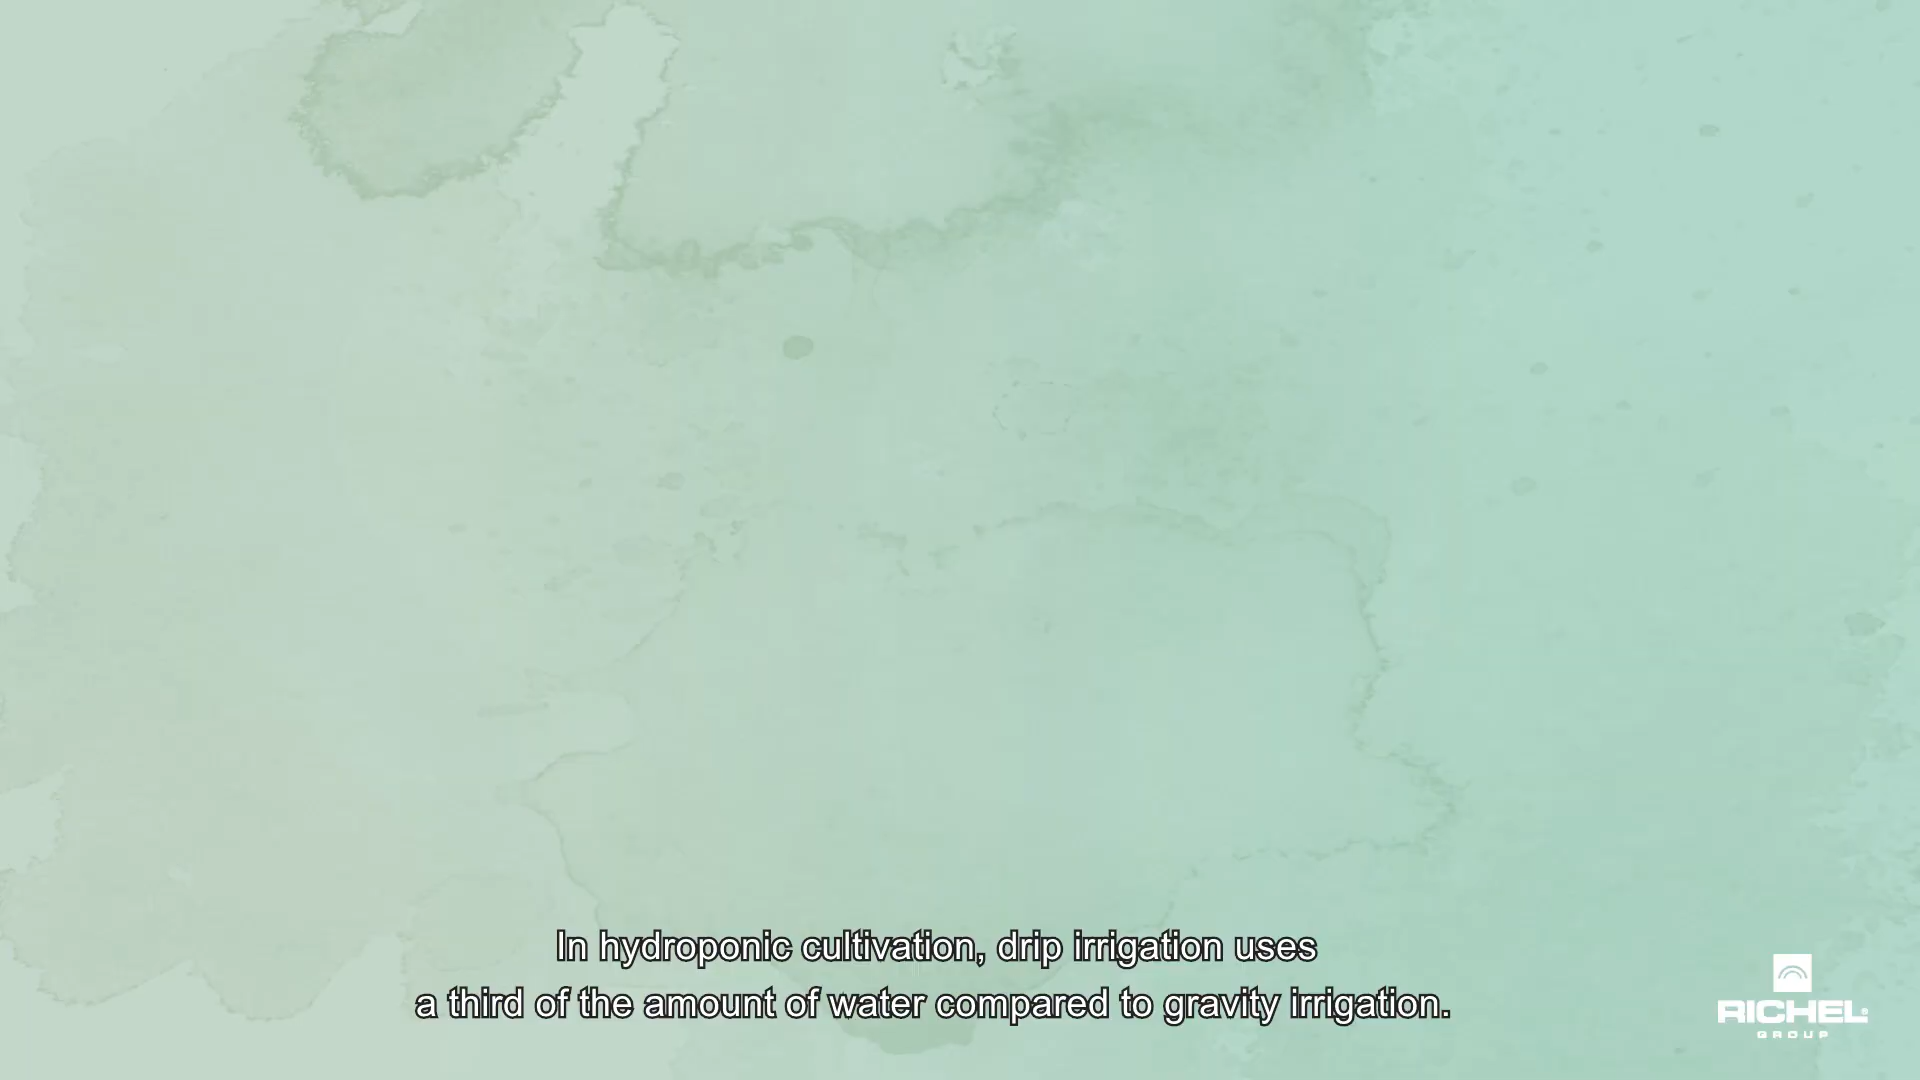 In hydroponic cultivation, drip irrigation uses
a third of the amount of water compared to gravity irrigation.
RICHEL®
GROUP